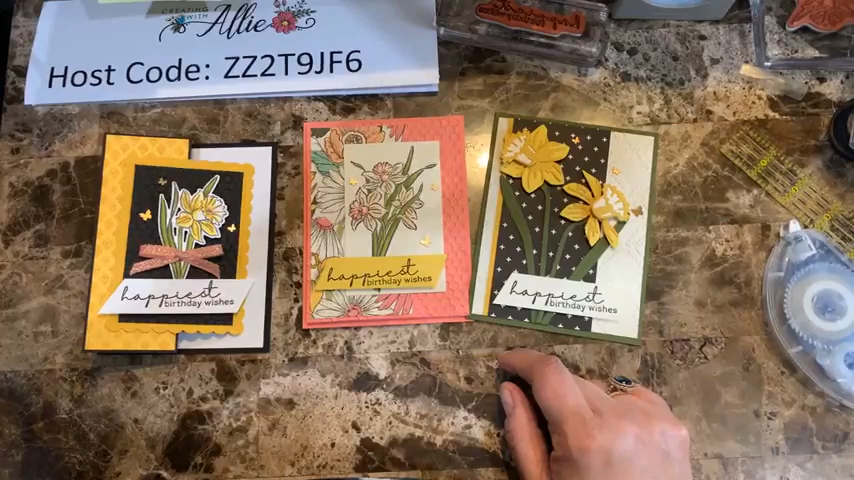 CREATING
WITH Allie
Host Code: ZZ2T9JF6
happiest
birthday wishes
happiest
birthday wishes
happiest
birthday wishes